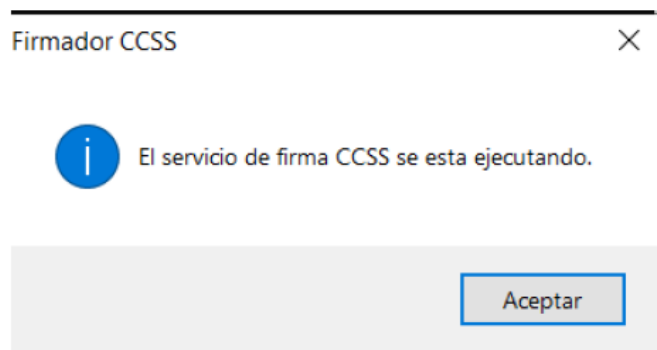 Firmador CCSS
El servicio de firma CCSS se esta ejecutando.
Aceptar